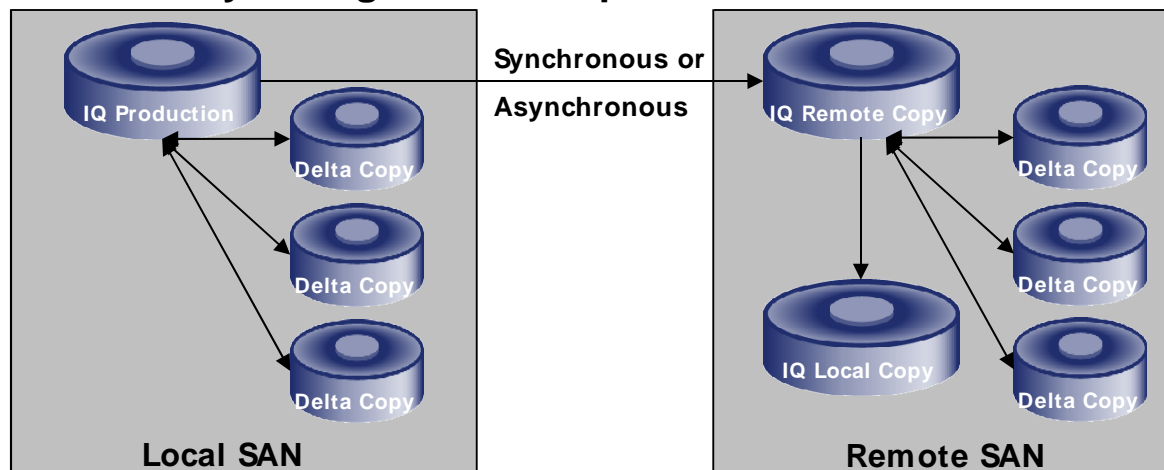 Synchronous or
Asynchronous
IQ Production
Delta Copy
Delta Copy
Delta Copy
Local SAN
IQ Remote Copy
Delta Copy
Delta Copy
IQ Local Copy
Delta Copy
Remote SAN